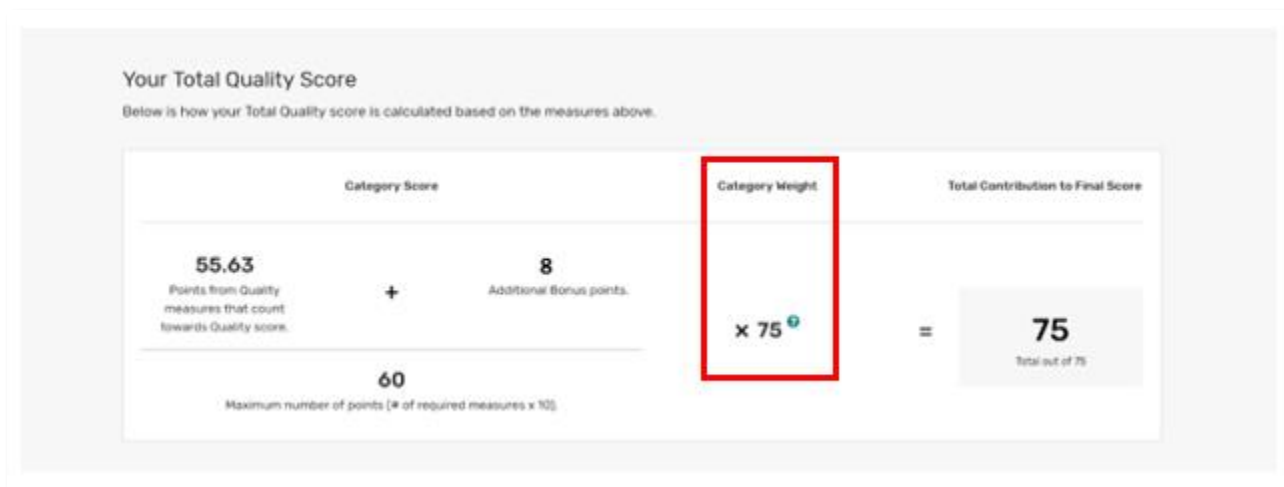 Your Total Quality Score
Below is how your Total Quality score is calculated based on the measures above.
Category Score
Category Weight
Total Contribution to Final Score
55.63
Points from Quality
measures that count
towards Quality score.
+
8
Additional Bonus points.
60
Maximum number of points (# of required measures x 10).
× 75 ?
=
75
Total out of 75